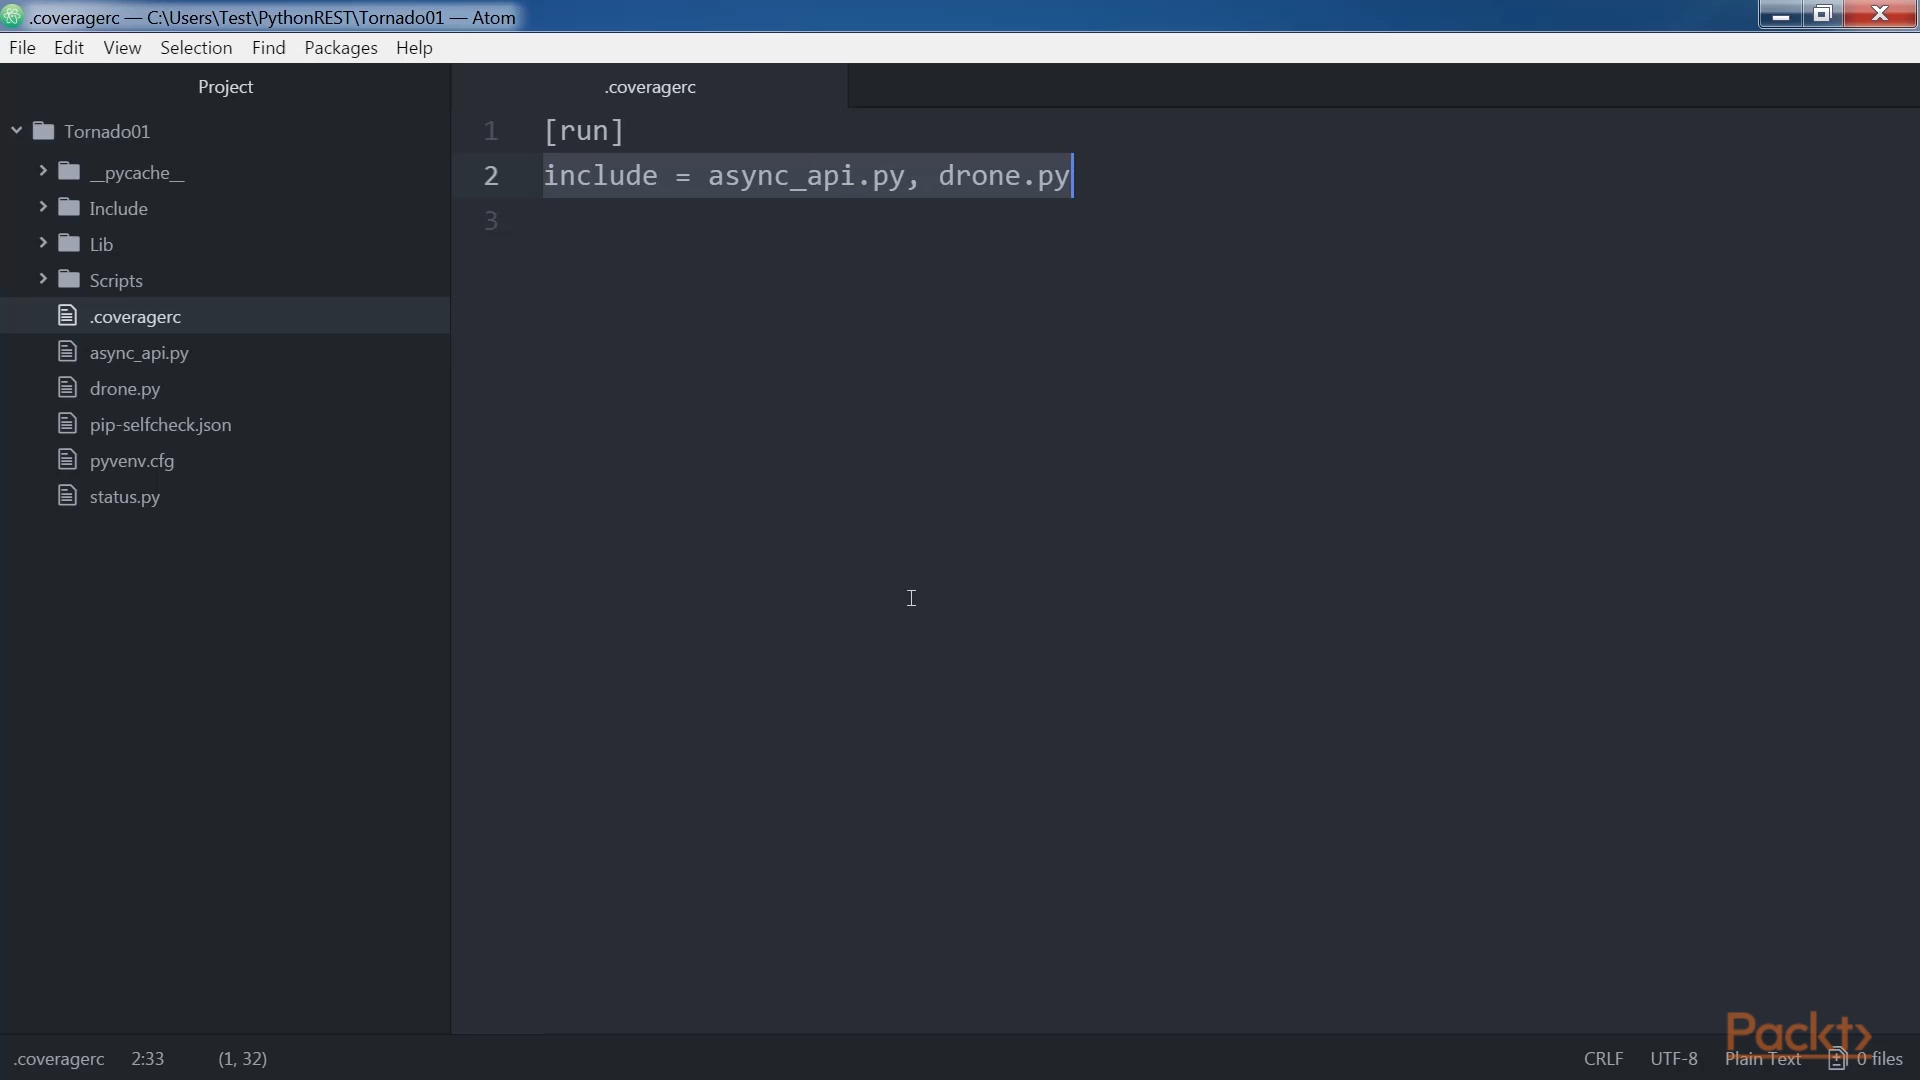 .coveragerc — C:\Users\Test\PythonREST\Tornado01 — Atom
File Edit View Selection Find Packages Help
Project
.coveragerc
Tornado01
__pycache__
Include
Lib
Scripts
.coveragerc
async_api.py
drone.py
pip-selfcheck.json
pyvenv.cfg
status.py
1 [run]
2 include = async_api.py, drone.py
3
Packt>
.coveragerc 2:33 (1, 32) CRLF UTF-8 Plain Text 0 files